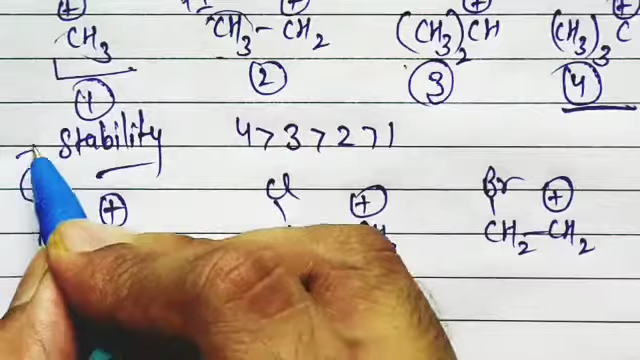 ⊕ +I ⊕ ⊕
CH3 CH3-CH2 (CH3)2CH (CH3)3C
1 2 3 4
Stability 4>3>2>1
⊕ Cl ⊕ Br ⊕
CH2-CH2